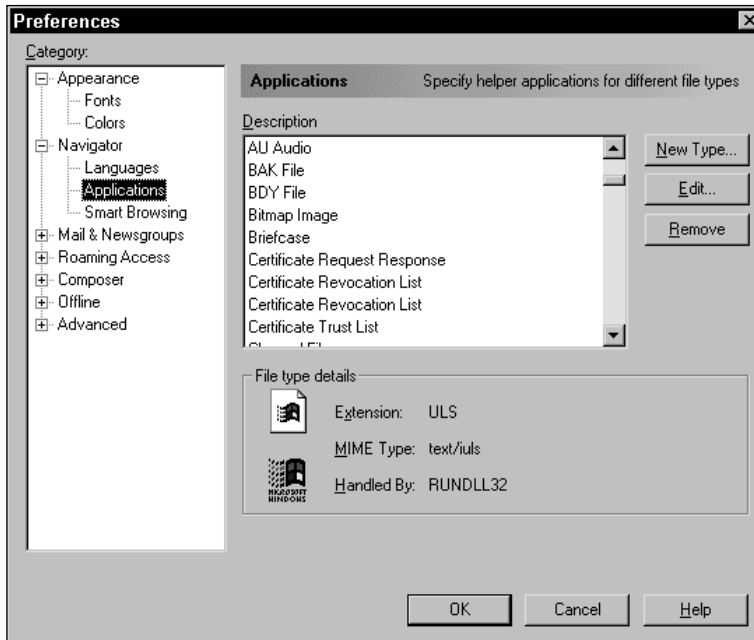 Preferences
Category:
Appearance
Fonts
Colors
Navigator
Languages
Applications
Smart Browsing
Mail & Newsgroups
Roaming Access
Composer
Offline
Advanced
Applications Specify helper applications for different file types
Description
AU Audio
BAK File
BDY File
Bitmap Image
Briefcase
Certificate Request Response
Certificate Revocation List
Certificate Revocation List
Certificate Trust List
New Type...
Edit...
Remove
File type details
Extension: ULS
MIME Type: text/iuls
Handled By: RUNDLL32
MICROSOFT
WINDOWS
OK Cancel Help